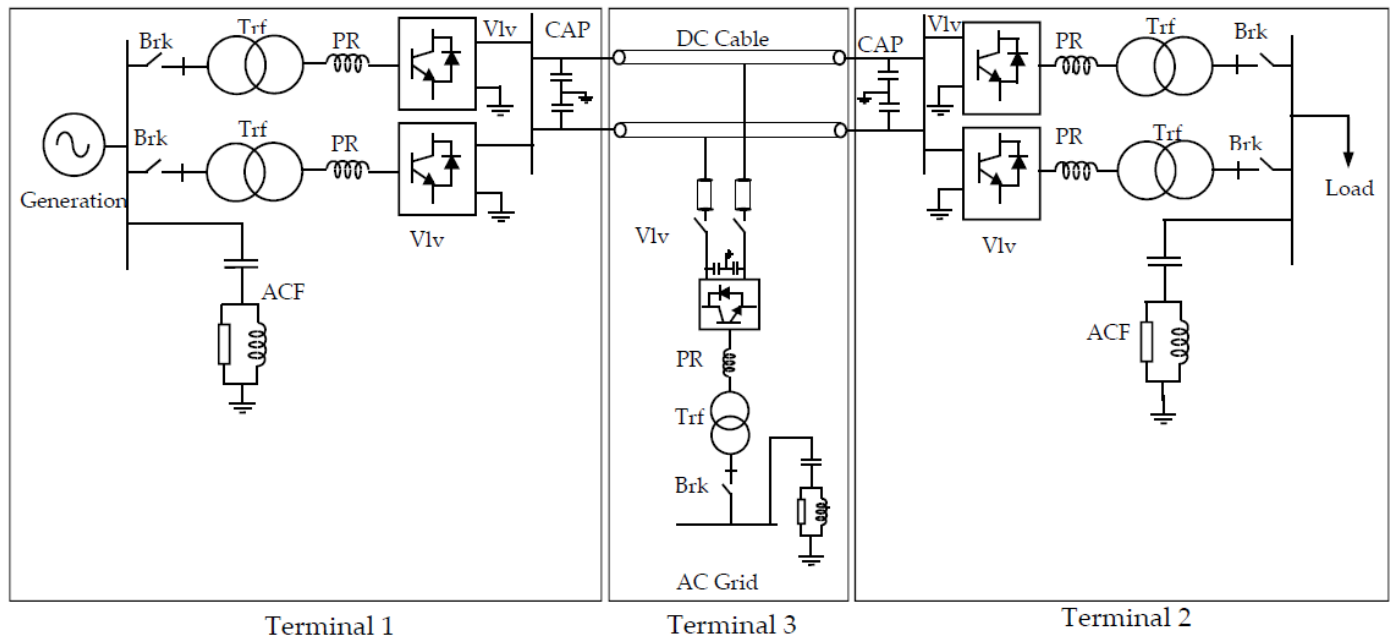 Brk
Trf
PR
Vlv
CAP
DC Cable
CAP
Vlv
PR
Trf
Brk
Brk
Trf
PR
PR
Trf
Brk
Generation
Load
Vlv
Vlv
Vlv
ACF
ACF
PR
Trf
Brk
AC Grid
Terminal 1
Terminal 3
Terminal 2